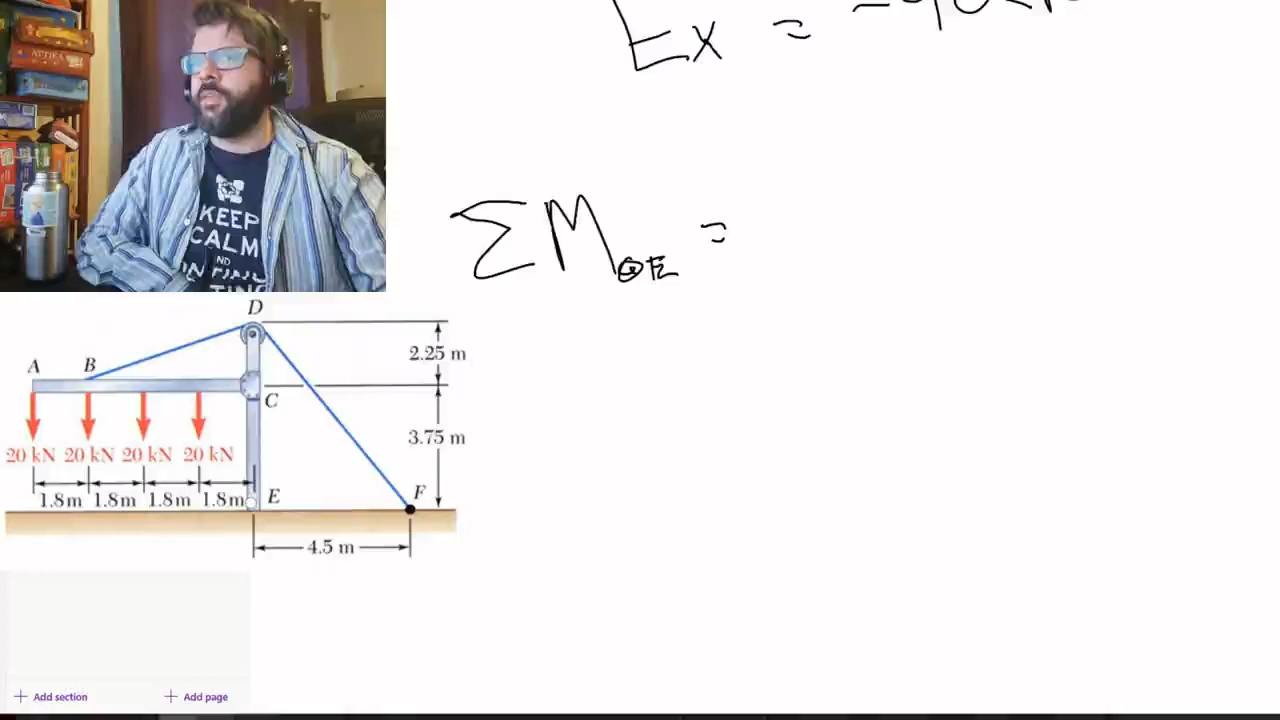 Ex =
ΣM@E =
KEEP
CALM
AND
D
2.25 m
A B
C
3.75 m
20 kN 20 kN 20 kN 20 kN
1.8m 1.8m 1.8m 1.8m
E
F
4.5 m
Add section
Add page